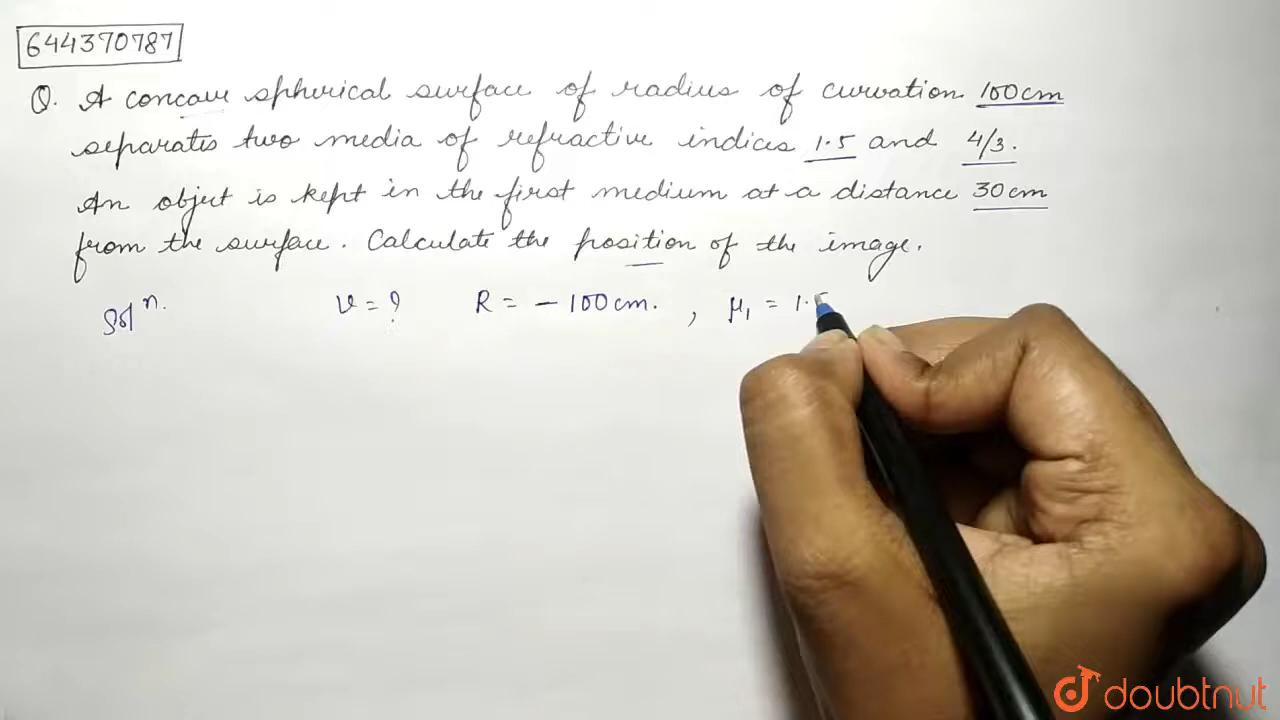 644370787
Q. A concave spherical surface of radius of curvation 100cm
separates two media of refractive indices 1.5 and 4/3.
An object is kept in the first medium at a distance 30cm
from the surface. Calculate the position of the image.
Solⁿ. v = ? R = - 100cm. , μ₁ = 1.5
doubtnut